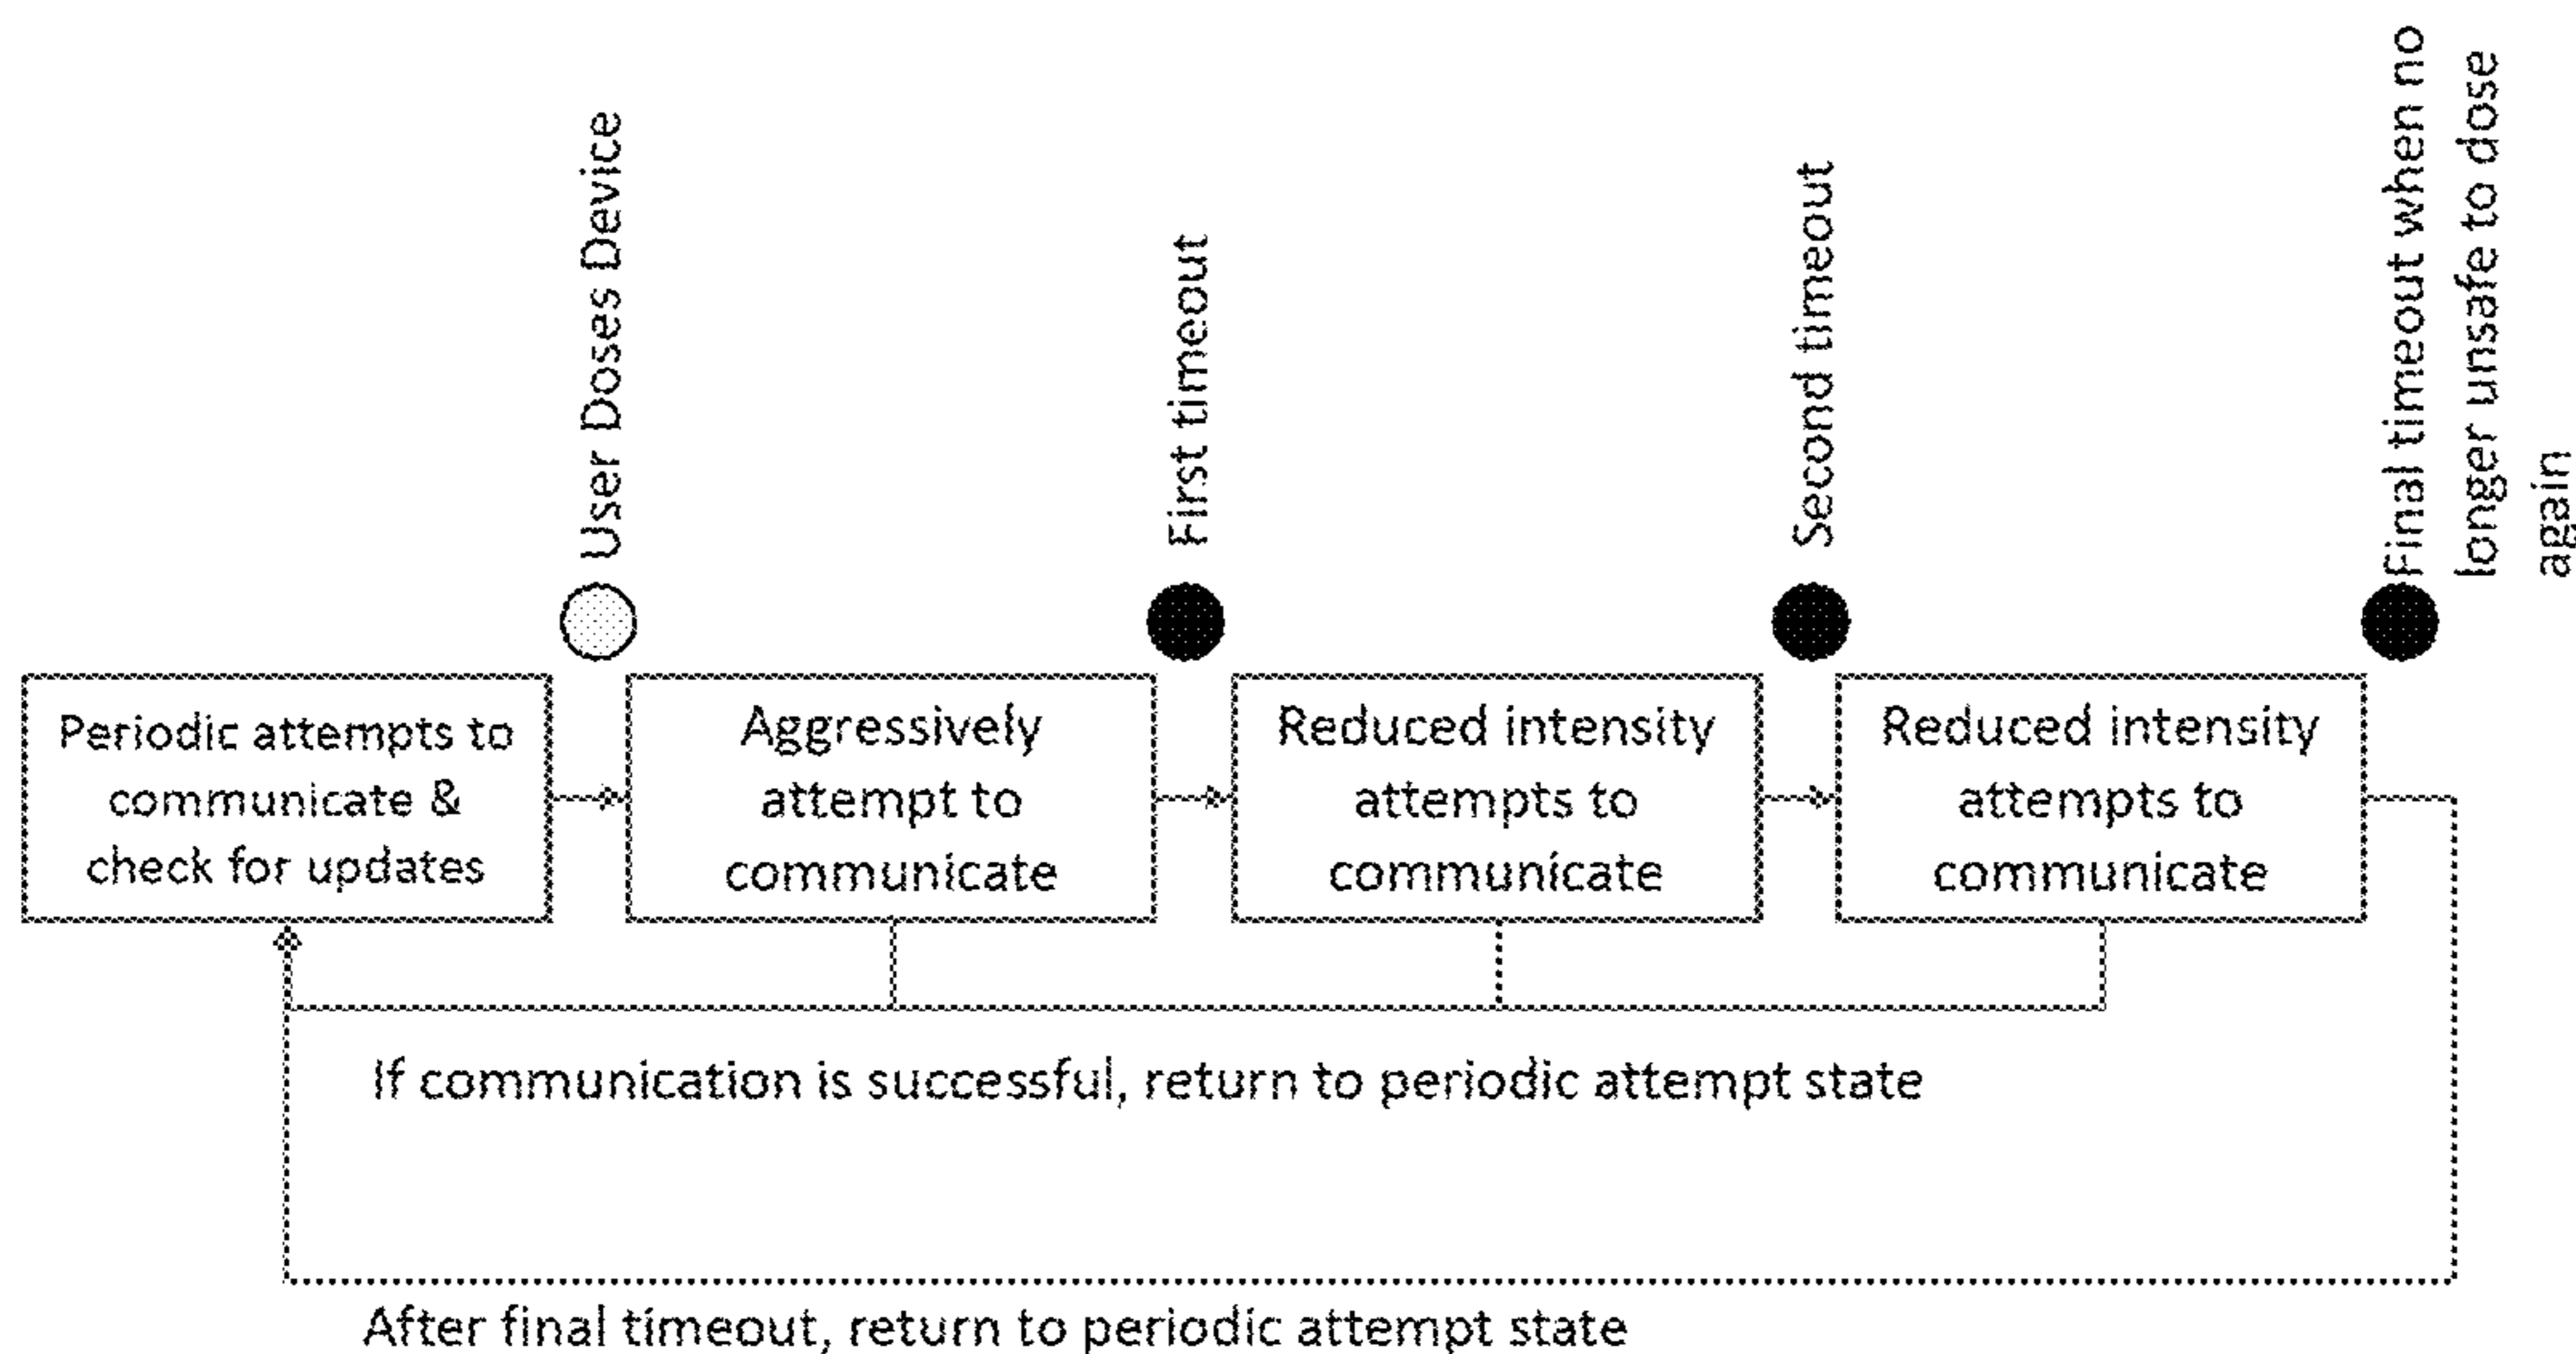 User Doses Device
First timeout
Second timeout
Final timeout when no
longer unsafe to dose
again
Periodic attempts to
communicate &
check for updates
Aggressively
attempt to
communicate
Reduced intensity
attempts to
communicate
Reduced intensity
attempts to
communicate
If communication is successful, return to periodic attempt state
After final timeout, return to periodic attempt state